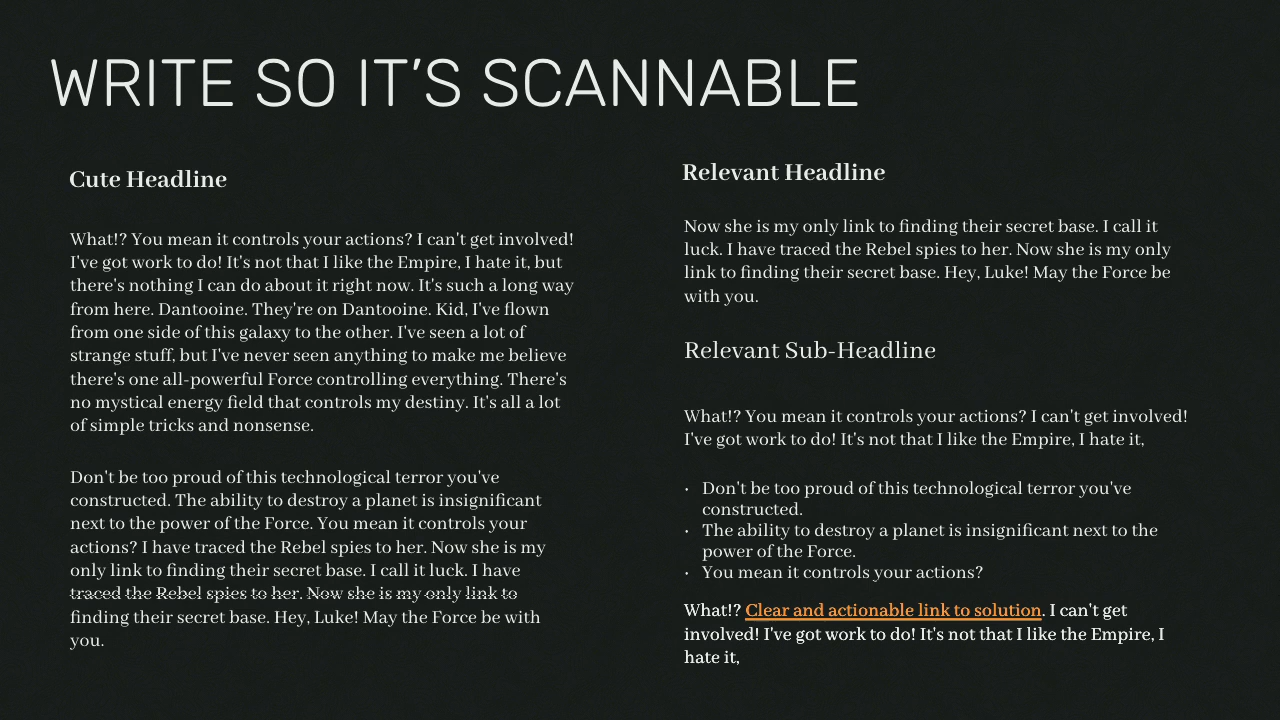 WRITE SO IT'S SCANNABLE
Cute Headline
What!? You mean it controls your actions? I can't get involved!
I've got work to do! It's not that I like the Empire, I hate it, but
there's nothing I can do about it right now. It's such a long way
from here. Dantooine. They're on Dantooine. Kid, I've flown
from one side of this galaxy to the other. I've seen a lot of
strange stuff, but I've never seen anything to make me believe
there's one all-powerful Force controlling everything. There's
no mystical energy field that controls my destiny. It's all a lot
of simple tricks and nonsense.
Don't be too proud of this technological terror you've
constructed. The ability to destroy a planet is insignificant
next to the power of the Force. You mean it controls your
actions? I have traced the Rebel spies to her. Now she is my
only link to finding their secret base. I call it luck. I have
traced the Rebel spies to her. Now she is my only link to
finding their secret base. Hey, Luke! May the Force be with
you.
Relevant Headline
Now she is my only link to finding their secret base. I call it
luck. I have traced the Rebel spies to her. Now she is my only
link to finding their secret base. Hey, Luke! May the Force be
with you.
Relevant Sub-Headline
What!? You mean it controls your actions? I can't get involved!
I've got work to do! It's not that I like the Empire, I hate it,
• Don't be too proud of this technological terror you've
constructed.
• The ability to destroy a planet is insignificant next to the
power of the Force.
• You mean it controls your actions?
What!? Clear and actionable link to solution. I can't get
involved! I've got work to do! It's not that I like the Empire, I
hate it,